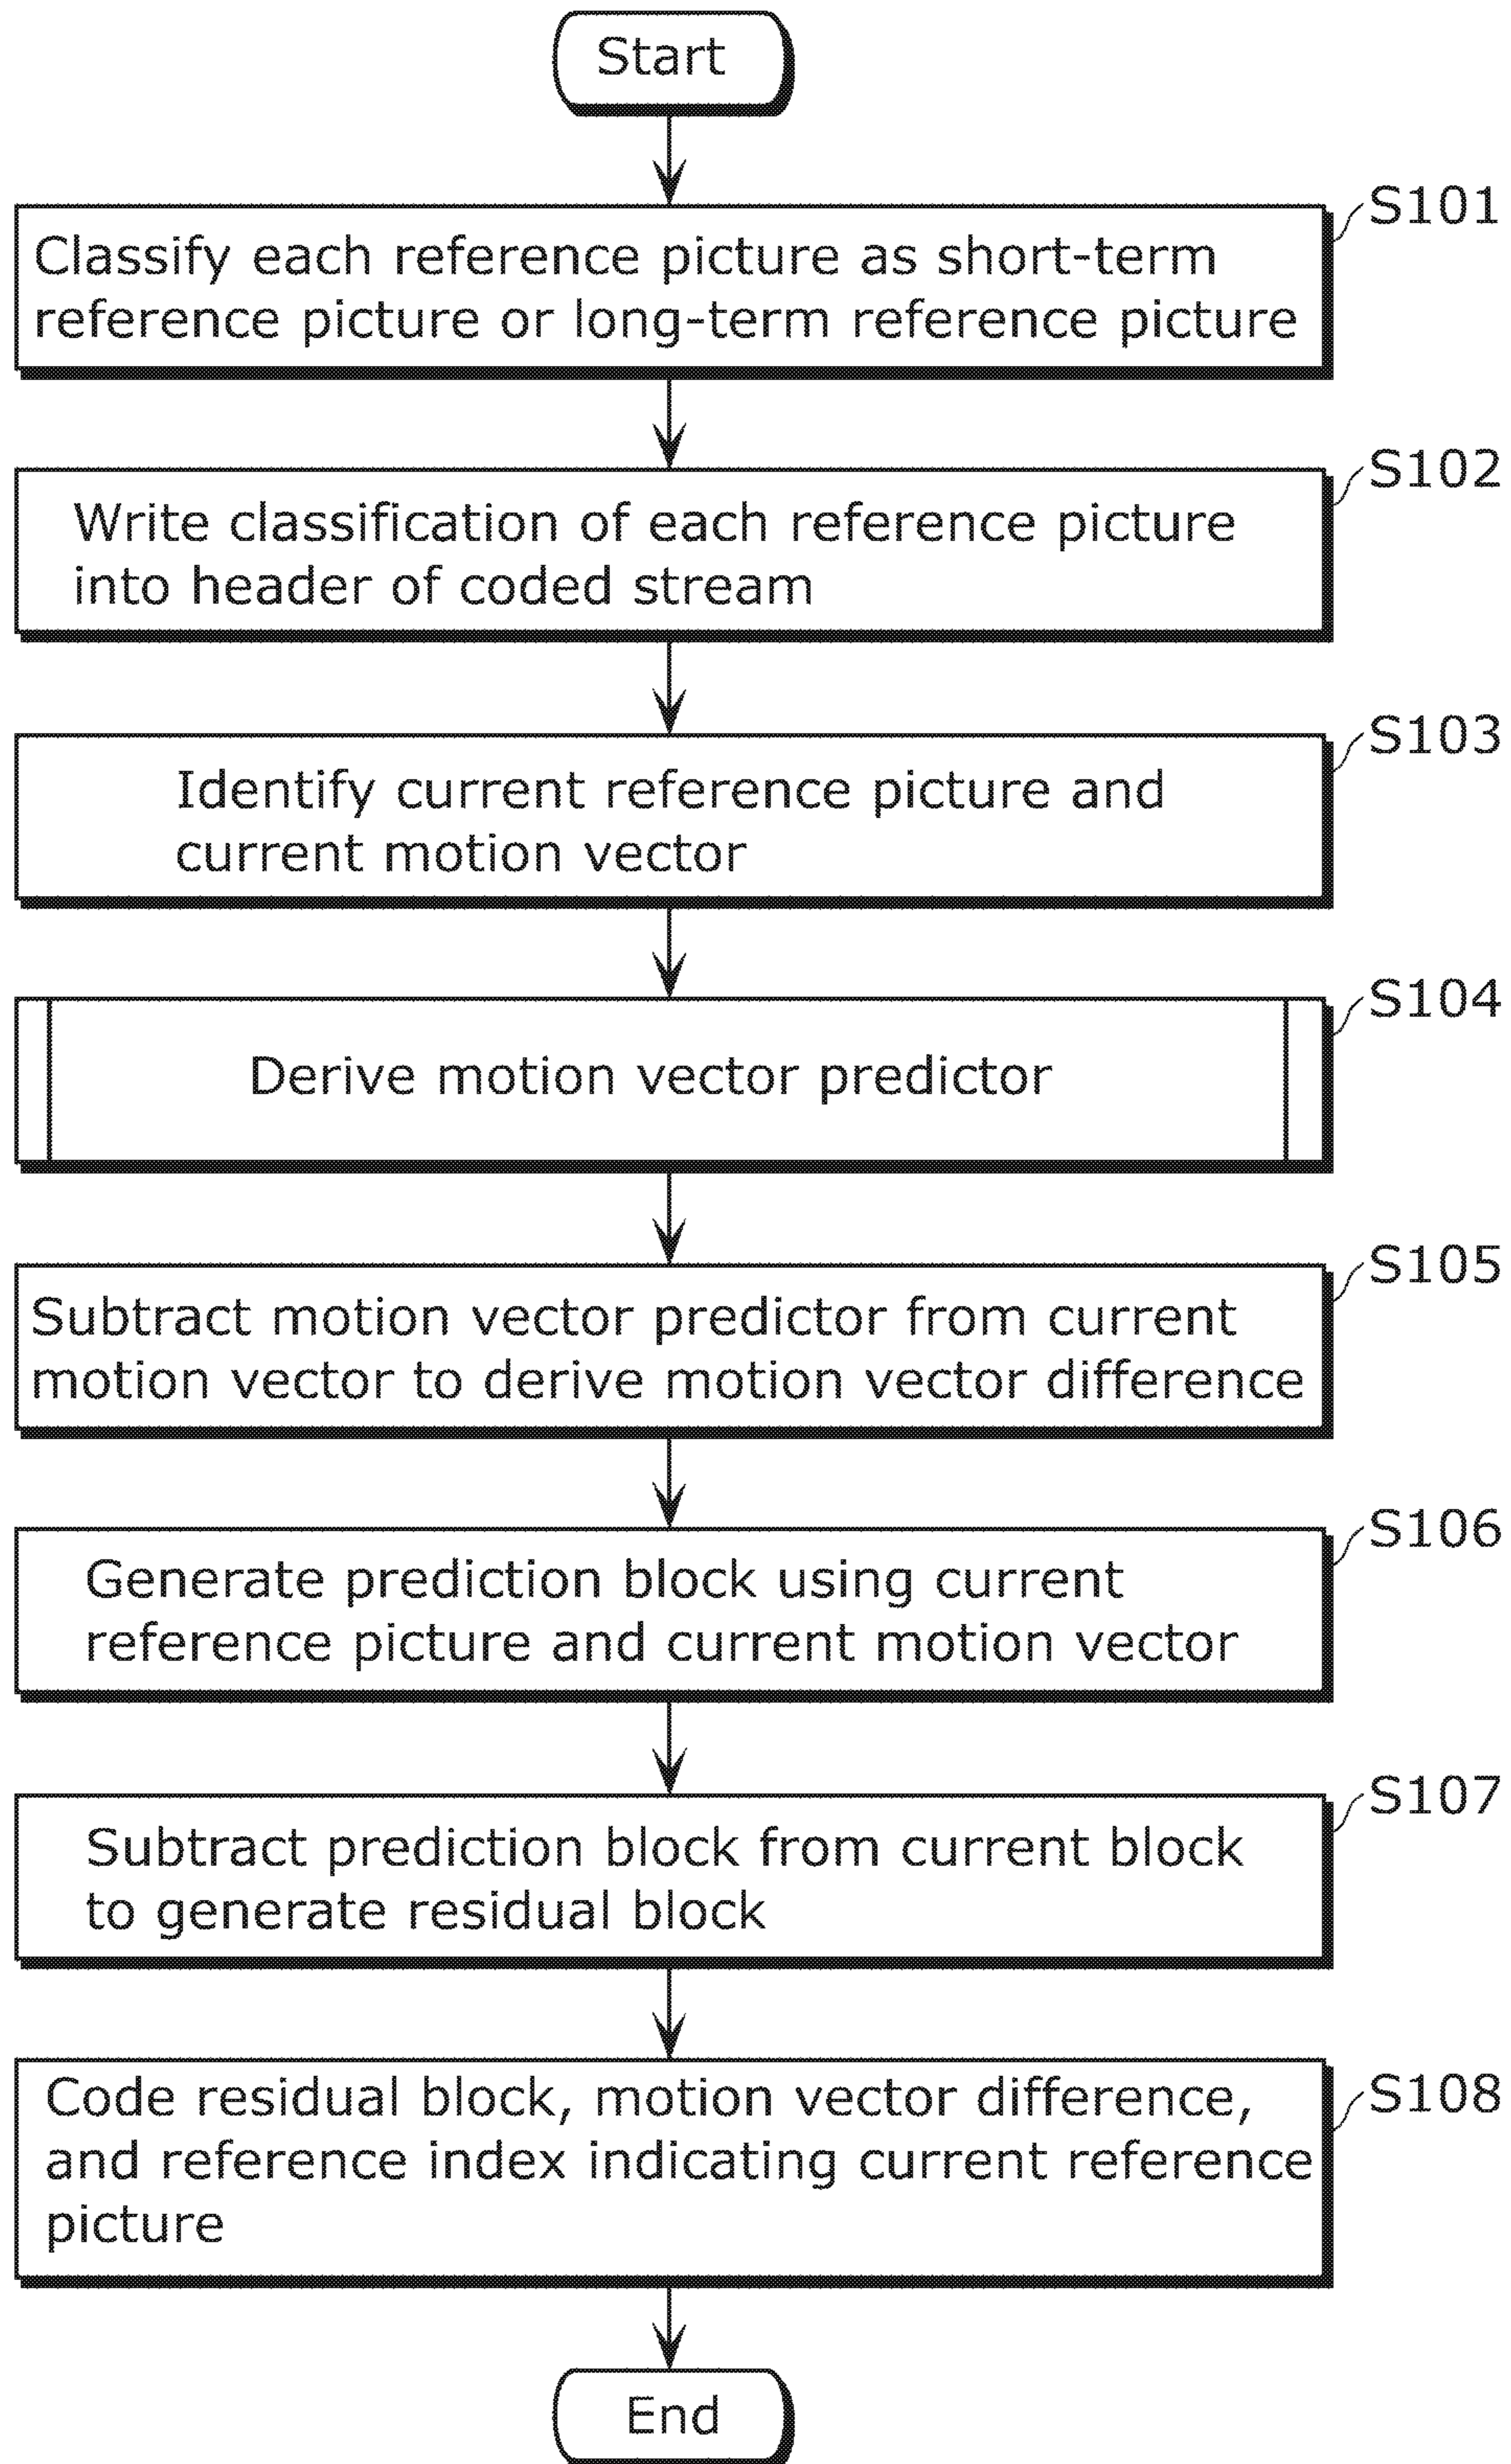 Start
S101
Classify each reference picture as short-term
reference picture or long-term reference picture
S102
Write classification of each reference picture
into header of coded stream
S103
Identify current reference picture and
current motion vector
S104
Derive motion vector predictor
S105
Subtract motion vector predictor from current
motion vector to derive motion vector difference
S106
Generate prediction block using current
reference picture and current motion vector
S107
Subtract prediction block from current block
to generate residual block
S108
Code residual block, motion vector difference,
and reference index indicating current reference
picture
End